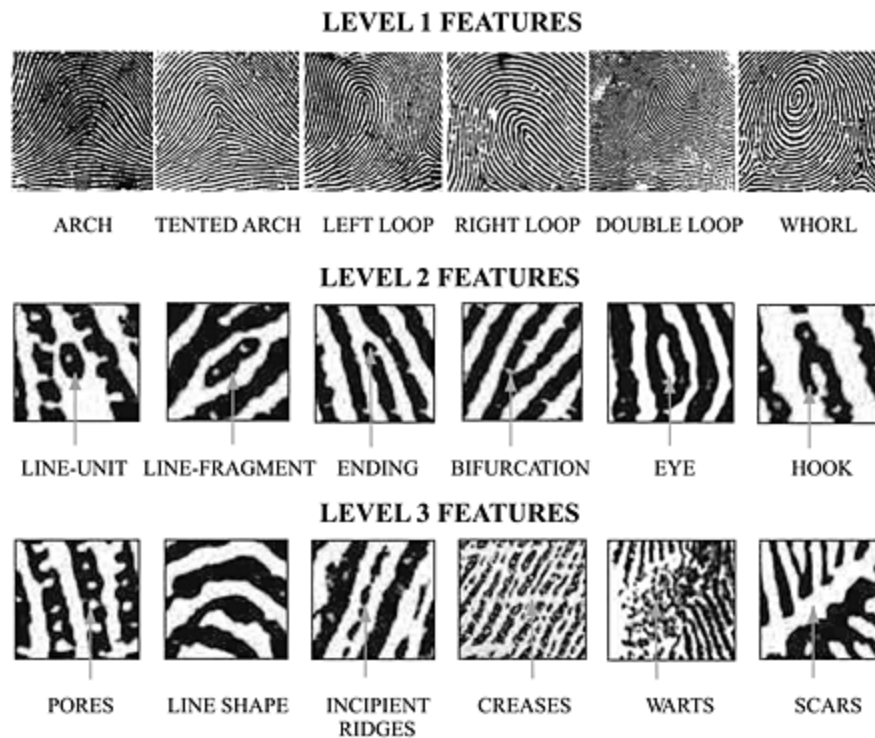 LEVEL 1 FEATURES
ARCH TENTED ARCH LEFT LOOP RIGHT LOOP DOUBLE LOOP WHORL
LEVEL 2 FEATURES
LINE-UNIT LINE-FRAGMENT ENDING BIFURCATION EYE HOOK
LEVEL 3 FEATURES
PORES LINE SHAPE INCIPIENT RIDGES CREASES WARTS SCARS